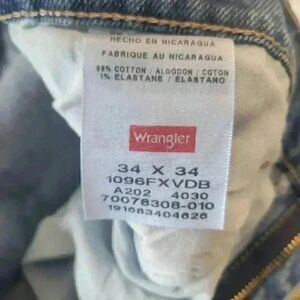 HECHO EN NICARAGUA
FABRIQUE AU NICARAGUA
99% COTTON / ALGODON / COTON
1% ELASTANE / ELASTANO
Wrangler
34 X 34
1096FXVDB
A202 4030
70078308-010
191683404626